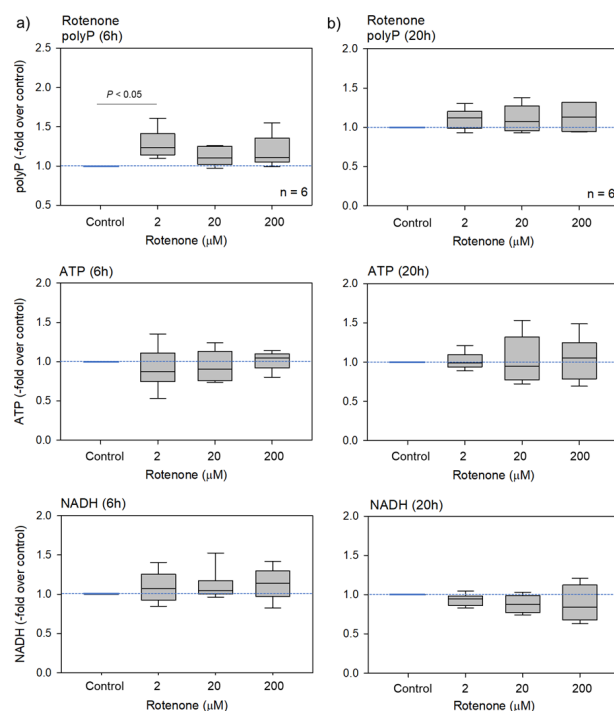 a)
Rotenone
polyP (6h)
polyP (-fold over control)
2.5
2.0
1.5
1.0
0.5
P < 0.05
n = 6
Control 2 20 200
Rotenone (μM)
ATP (6h)
ATP (-fold over control)
2.0
1.5
1.0
0.5
0.0
Control 2 20 200
Rotenone (μM)
NADH (6h)
NADH (-fold over control)
2.0
1.5
1.0
0.5
0.0
Control 2 20 200
Rotenone (μM)
b)
Rotenone
polyP (20h)
2.0
1.5
1.0
0.5
0.0
n = 6
Control 2 20 200
Rotenone (μM)
ATP (20h)
2.0
1.5
1.0
0.5
0.0
Control 2 20 200
Rotenone (μM)
NADH (20h)
2.0
1.5
1.0
0.5
0.0
Control 2 20 200
Rotenone (μM)